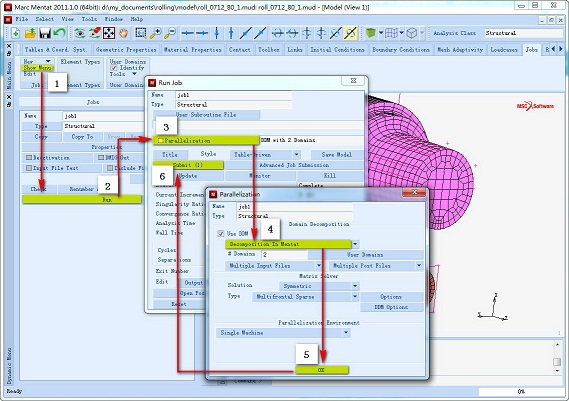 Marc Mentat 2011.1.0 (64bit): d:\my_documents\rolling\model\roll_0712_80_1.mud: roll_0712_80_1.mud - [Model (View 1)]
File Select View Tools Window Help
Analysis Class Structural
Tables & Coord. Syst. Geometric Properties Material Properties Contact Toolbox Links Initial Conditions Boundary Conditions Mesh Adaptivity Loadcases Jobs
Main Menu
New Element Types
Show Menu Identify
Edit Tools
Jobs Element Types
1
Jobs
Name job1
Type Structural
Copy Copy To
Properties
Deactivation
Input File Text Include File
2
Check Renumber
Run
Run Job
Name job1
Type Structural
User Subroutine File
3
Parallelization DDM with 2 Domains
Title Style Table-Driven Save Model
6
Submit (1) Advanced Job Submission
Update Monitor Kill
Complete
Current Increment
Singularity Ratio
Convergence Ratio
Analysis Time
Wall Time
Cycles
Separations
Exit Number
Edit Output
Open Pos
Reset
Parallelization
Name job1
Type Structural
4
Domain Decomposition
Use DDM
Decomposition In Mentat
# Domains 2 User Domains
Multiple Input Files Multiple Post Files
Matrix Solver
Solution Symmetric
Type Multifrontal Sparse Options
DDM Options
Parallelization Environment
Single Machine
5
OK
MSC Software
Dynamic Menu
Command >
Ready 0%